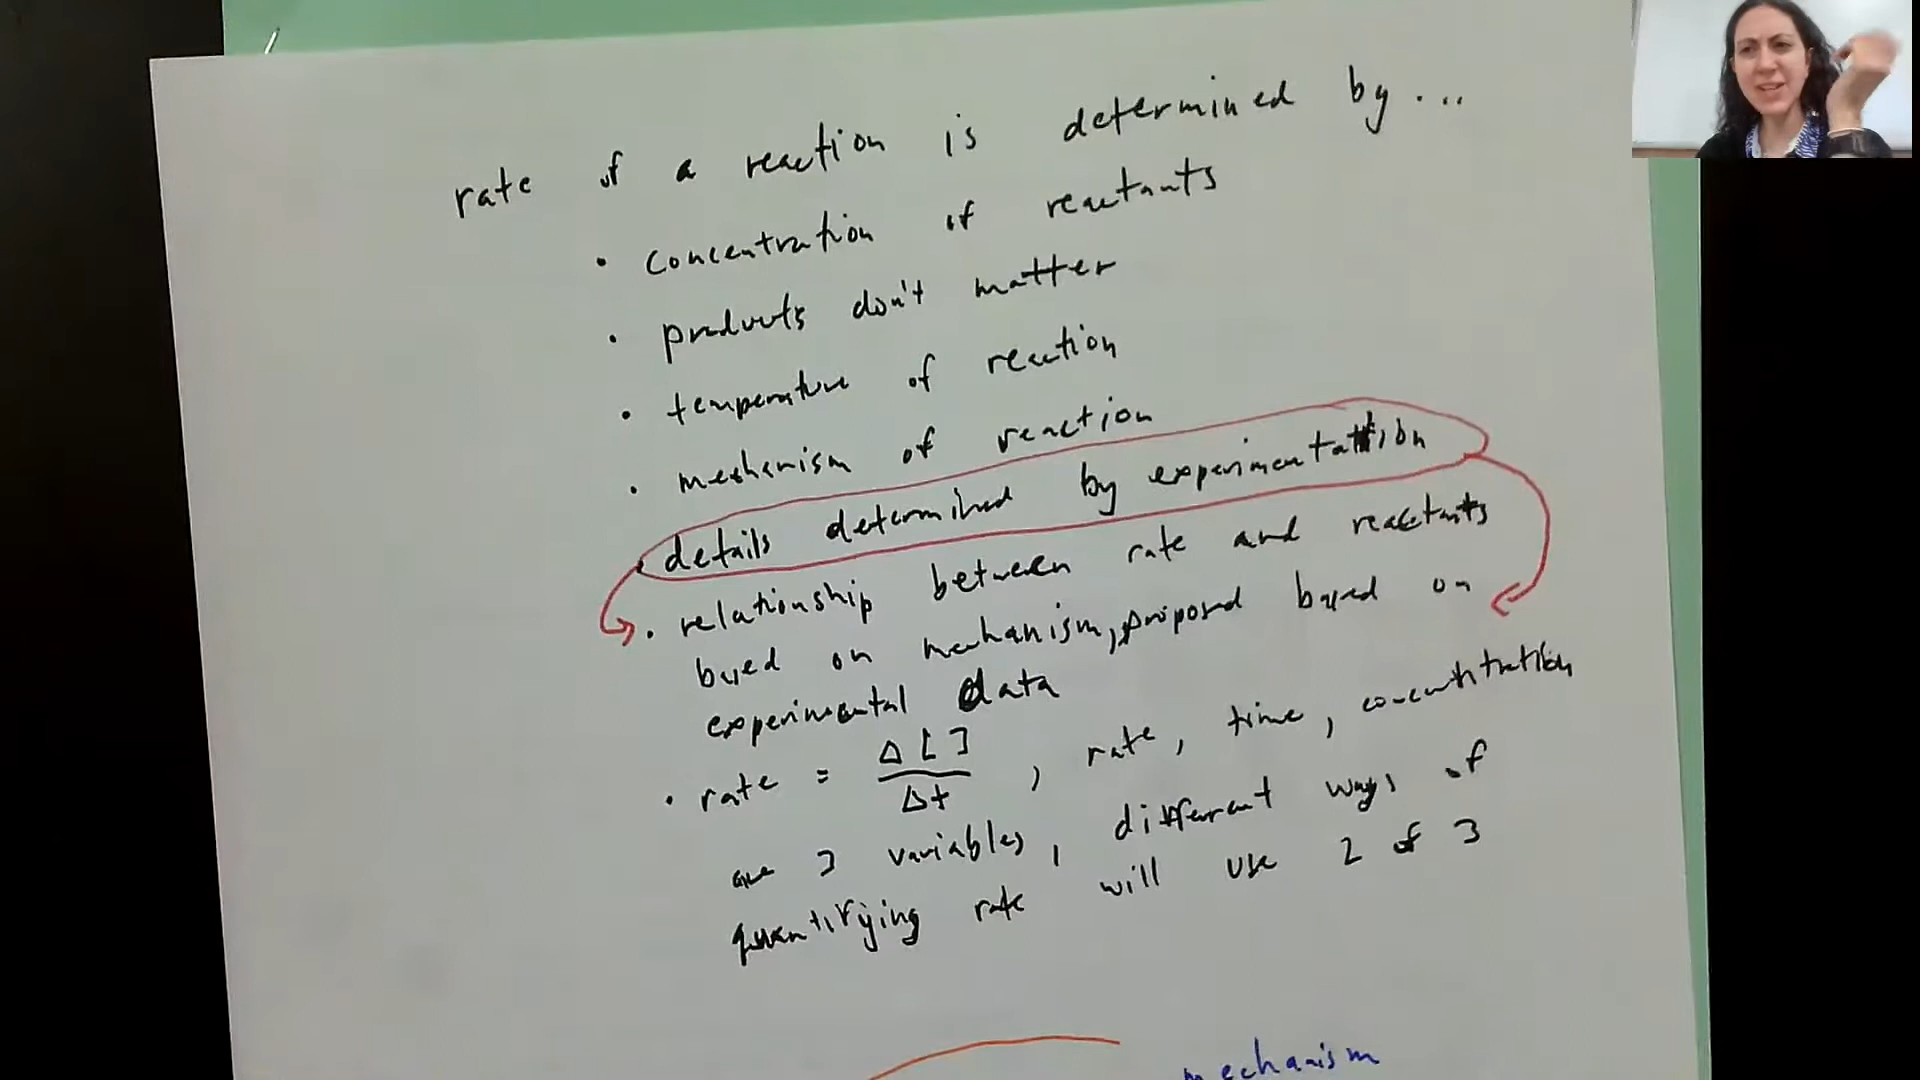 rate of a reaction is determined by...
• concentration of reactants
• products don't matter
• temperature of reaction
• mechanism of reaction
details determined by experimentation
• relationship between rate and reactants
based on mechanism, proposed based on
experimental data
• rate = Δ[ ]/Δt , rate, time, concentration
are 3 variables, different ways of
quantifying rate will use 2 of 3
mechanism